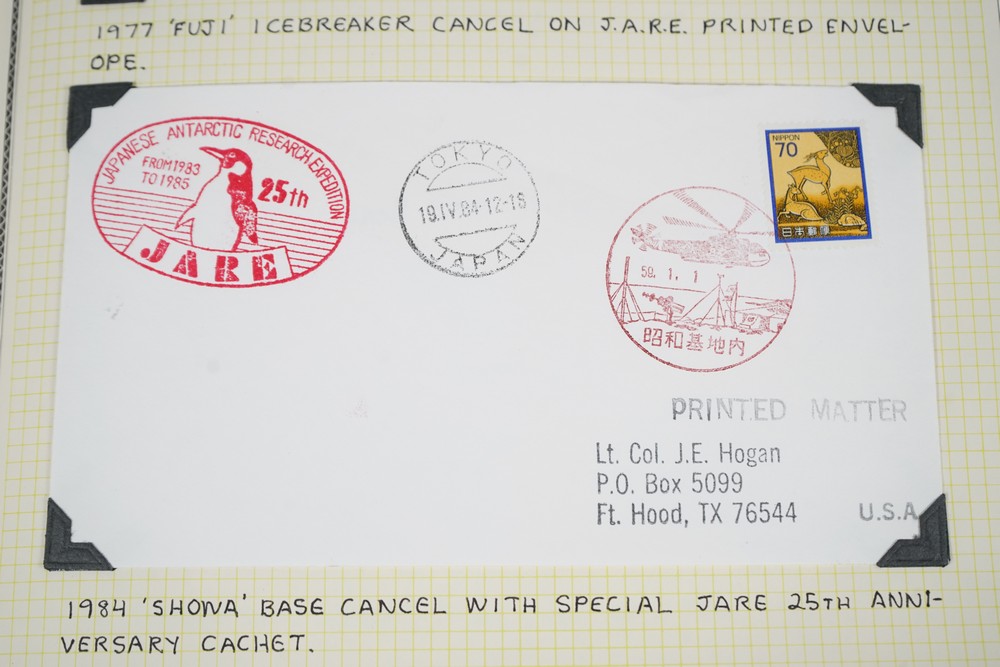 1977 'FUJI' ICEBREAKER CANCEL ON J.A.R.E. PRINTED ENVEL-
OPE.
JAPANESE ANTARCTIC RESEARCH EXPEDITION
FROM 1983
TO 1985
25th
JARE
TOKYO
19.IV.84.12-18
JAPAN
NIPPON
70
日本郵便
59. 1. 1
昭和基地内
PRINTED MATTER
Lt. Col. J.E. Hogan
P.O. Box 5099
Ft. Hood, TX 76544
U.S.A.
1984 'SHOWA' BASE CANCEL WITH SPECIAL JARE 25TH ANNI-
VERSARY CACHET.